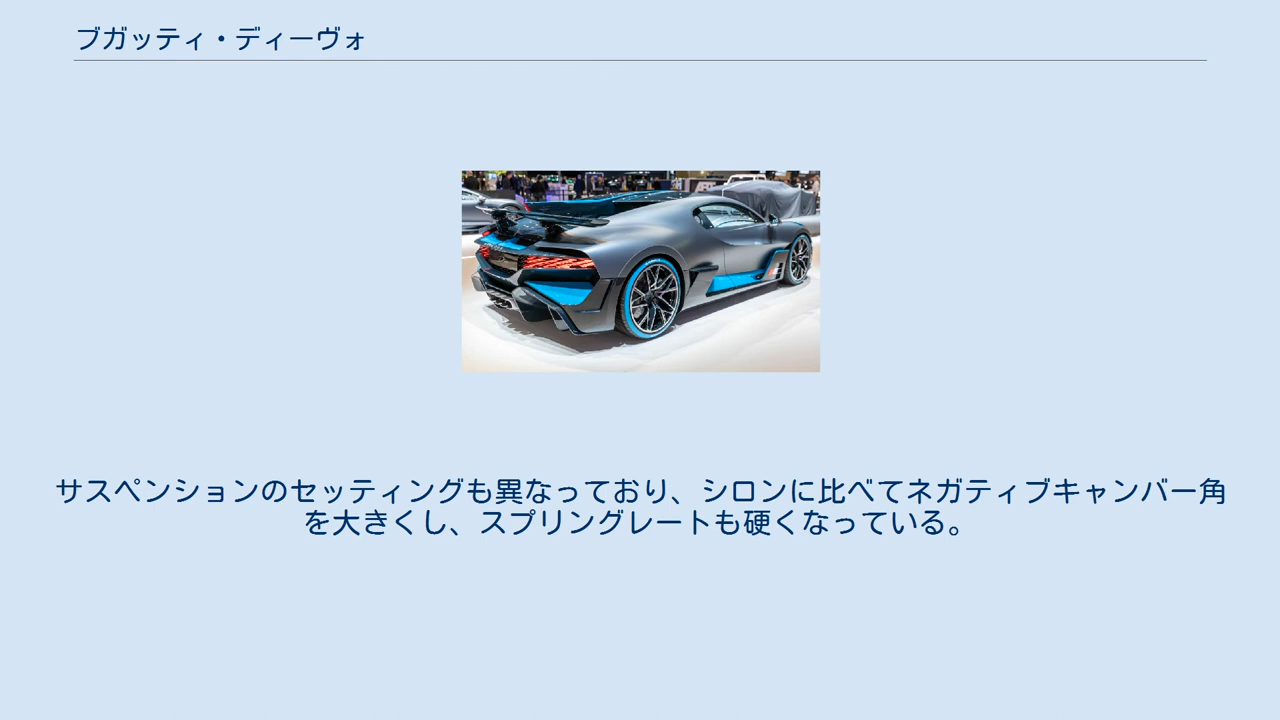 ブガッティ・ディーヴォ
サスペンションのセッティングも異なっており、シロンに比べてネガティブキャンバー角
を大きくし、スプリングレートも硬くなっている。